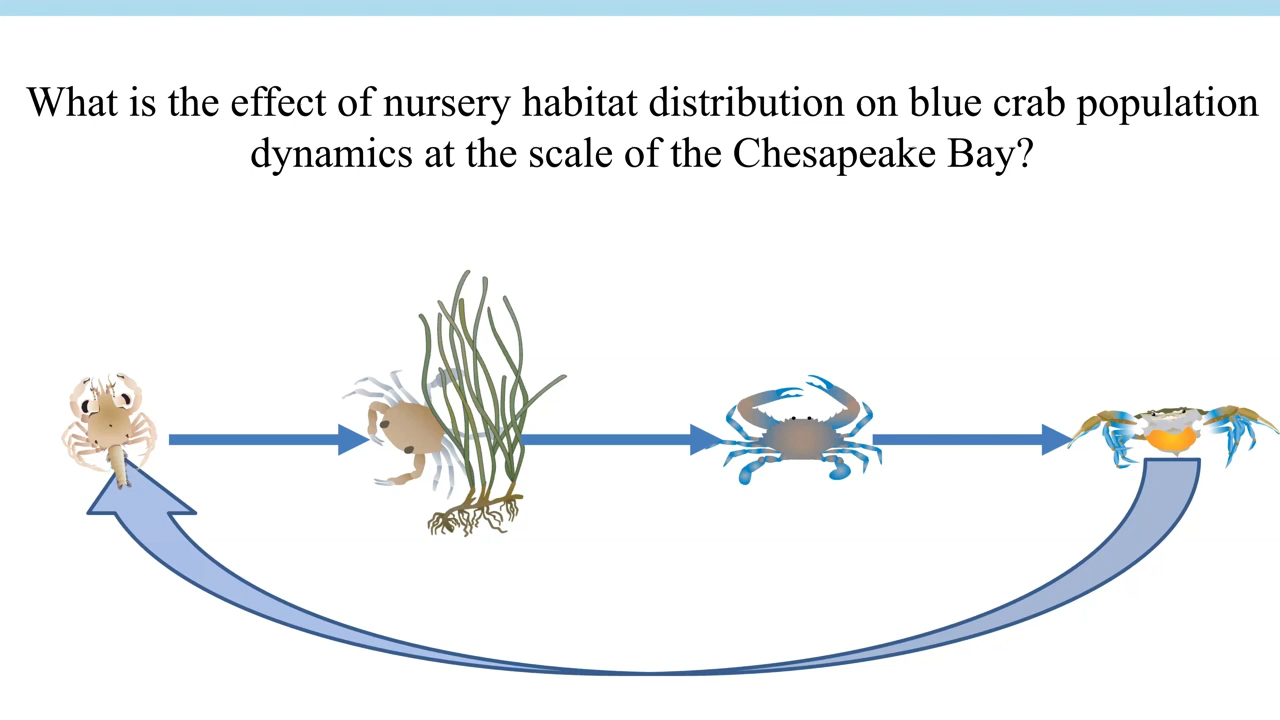 What is the effect of nursery habitat distribution on blue crab population
dynamics at the scale of the Chesapeake Bay?